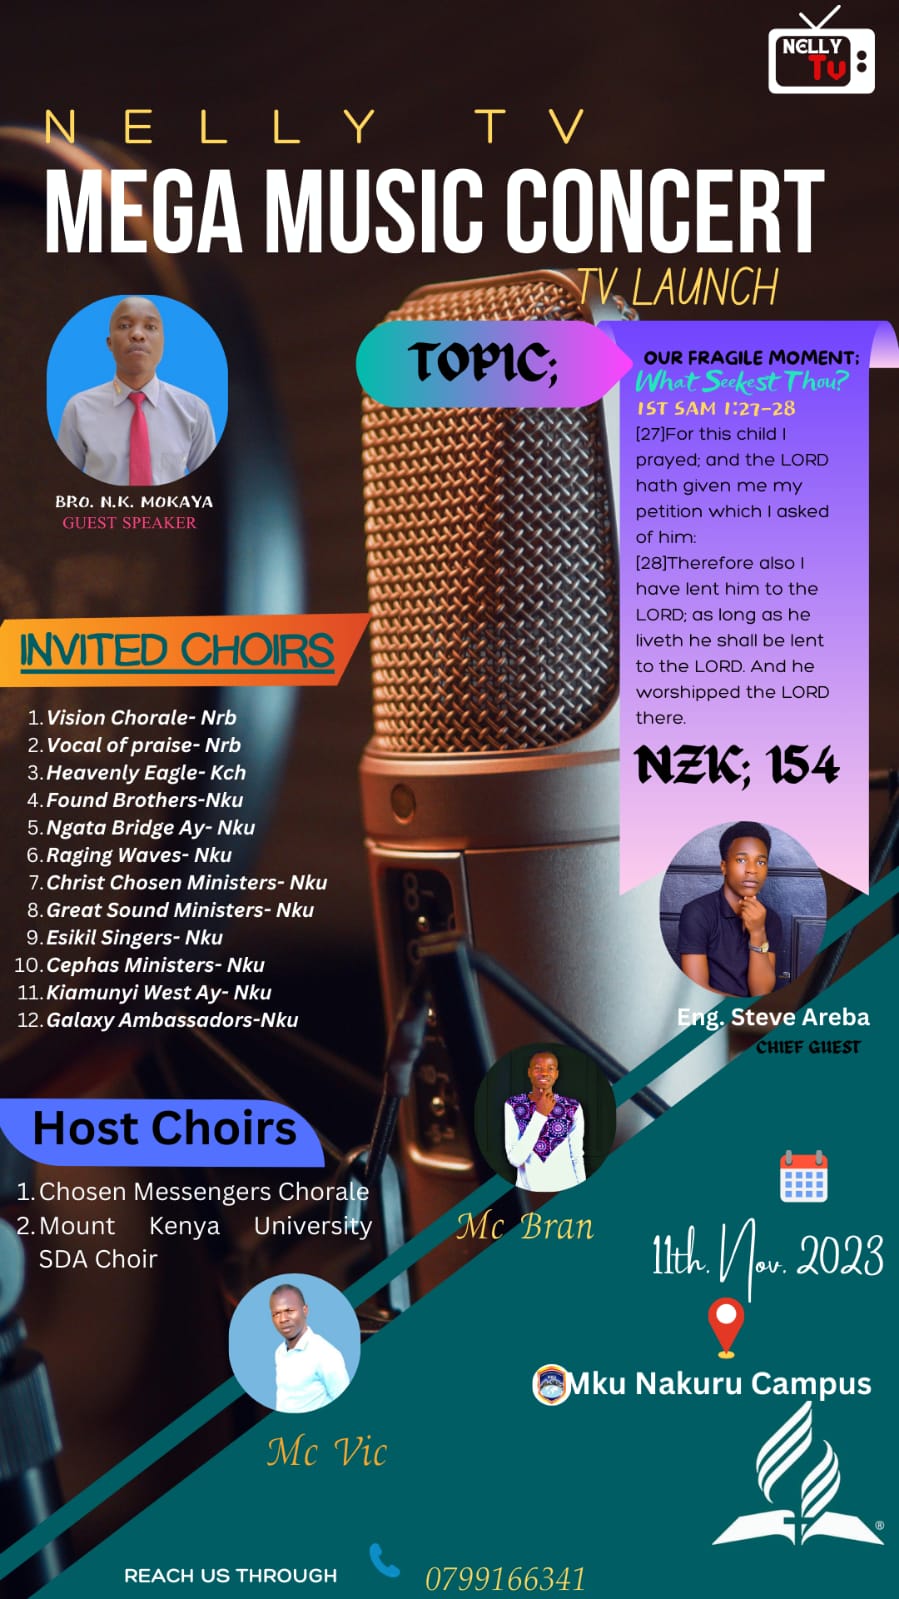 NELLY
TV
NELLY TV
MEGA MUSIC CONCERT
TV LAUNCH
TOPIC;
OUR FRAGILE MOMENT;
What Seekest Thou?
1ST SAM 1:27-28
[27]For this child I
prayed; and the LORD
hath given me my
petition which I asked
of him:
[28]Therefore also I
have lent him to the
LORD; as long as he
liveth he shall be lent
to the LORD. And he
worshipped the LORD
there.
NZK; 154
BRO. N.K. MOKAYA
GUEST SPEAKER
INVITED CHOIRS
1. Vision Chorale- Nrb
2. Vocal of praise- Nrb
3. Heavenly Eagle- Kch
4. Found Brothers-Nku
5. Ngata Bridge Ay- Nku
6. Raging Waves- Nku
7. Christ Chosen Ministers- Nku
8. Great Sound Ministers- Nku
9. Esikil Singers- Nku
10. Cephas Ministers- Nku
11. Kiamunyi West Ay- Nku
12. Galaxy Ambassadors-Nku
Eng. Steve Areba
CHIEF GUEST
Host Choirs
1. Chosen Messengers Chorale
2. Mount Kenya University
SDA Choir
Mc Bran
Mc Vic
11th. Nov. 2023
Mku Nakuru Campus
®
REACH US THROUGH
0799166341